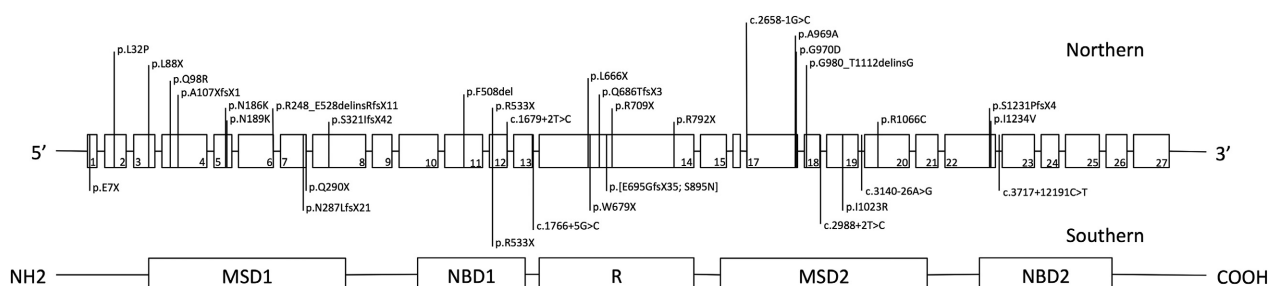 c.2658-1G>C
p.A969A
Northern
p.L32P
p.G970D
p.L88X
p.G980_T1112delinsG
p.Q98R
p.L666X
p.A107XfsX1
p.F508del
p.Q686TfsX3
p.N186K
p.R248_E528delinsRfsX11
p.R533X
p.R709X
p.S1231PfsX4
p.N189K
p.S321IfsX42
c.1679+2T>C
p.R792X
p.R1066C
p.I1234V
5’
1 2 3 4 5 6 7 8 9 10 11 12 13 14 15 17 18 19 20 21 22 23 24 25 26 27
3’
p.E7X
p.Q290X
p.[E695GfsX35; S895N]
c.3140-26A>G
c.3717+12191C>T
p.N287LfsX21
p.W679X
p.I1023R
c.1766+5G>C
c.2988+2T>C
p.R533X
Southern
NH2
MSD1
NBD1
R
MSD2
NBD2
COOH